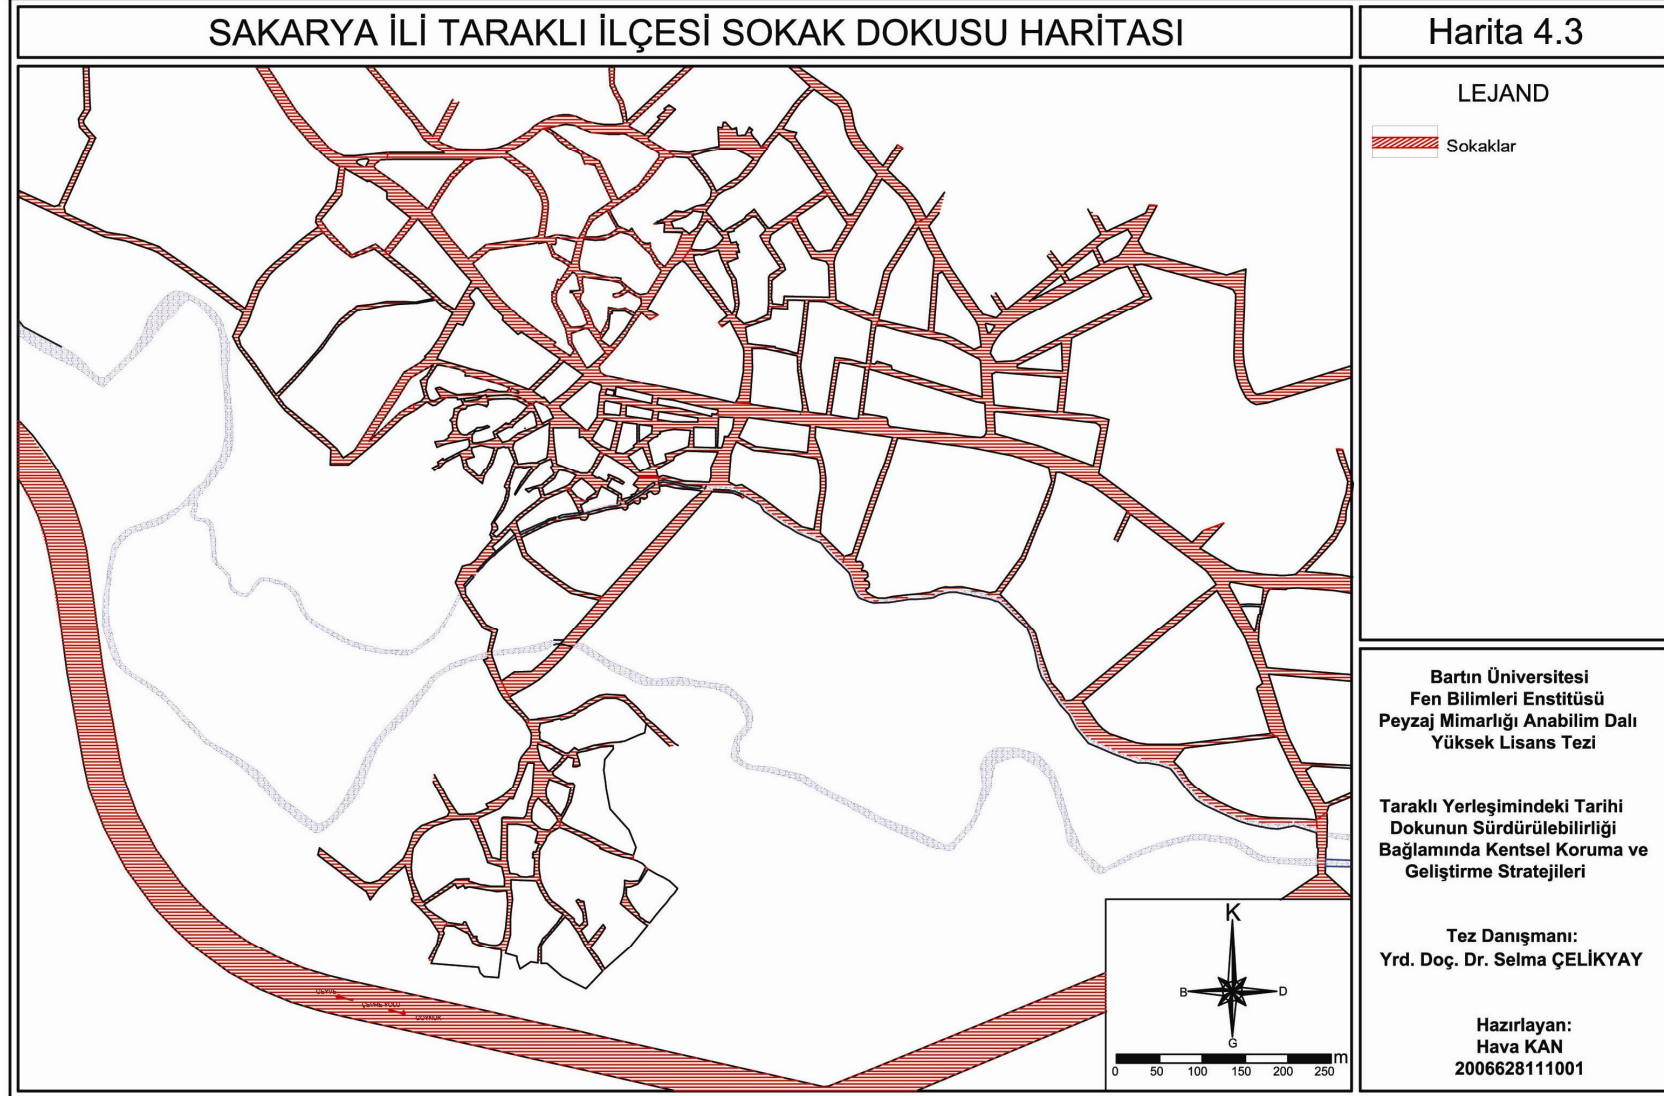 SAKARYA İLİ TARAKLI İLÇESİ SOKAK DOKUSU HARİTASI
Harita 4.3
LEJAND
Sokaklar
ÇEVRE YOLU
Bartın Üniversitesi
Fen Bilimleri Enstitüsü
Peyzaj Mimarlığı Anabilim Dalı
Yüksek Lisans Tezi
Taraklı Yerleşimindeki Tarihi
Dokunun Sürdürülebilirliği
Bağlamında Kentsel Koruma ve
Geliştirme Stratejileri
Tez Danışmanı:
Yrd. Doç. Dr. Selma ÇELİKYAY
Hazırlayan:
Hava KAN
2006628111001
K
B D
G
m
0 50 100 150 200 250